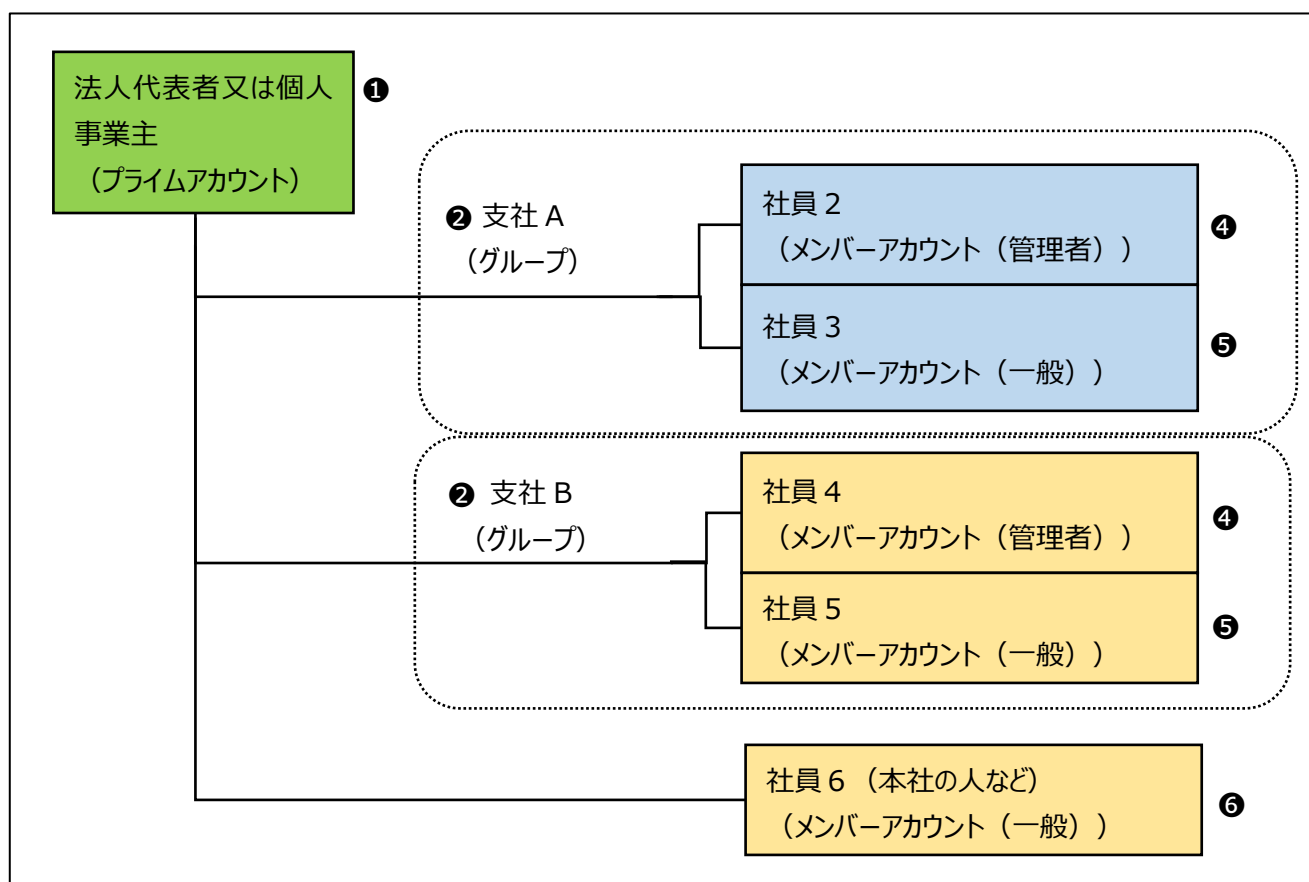 法人代表者又は個人 ❶
事業主
（プライムアカウント）
❷ 支社A
（グループ）
社員2
（メンバーアカウント（管理者））
❹
社員3
（メンバーアカウント（一般））
❺
❷ 支社B
（グループ）
社員4
（メンバーアカウント（管理者））
❹
社員5
（メンバーアカウント（一般））
❺
社員6（本社の人など）
（メンバーアカウント（一般））
❻